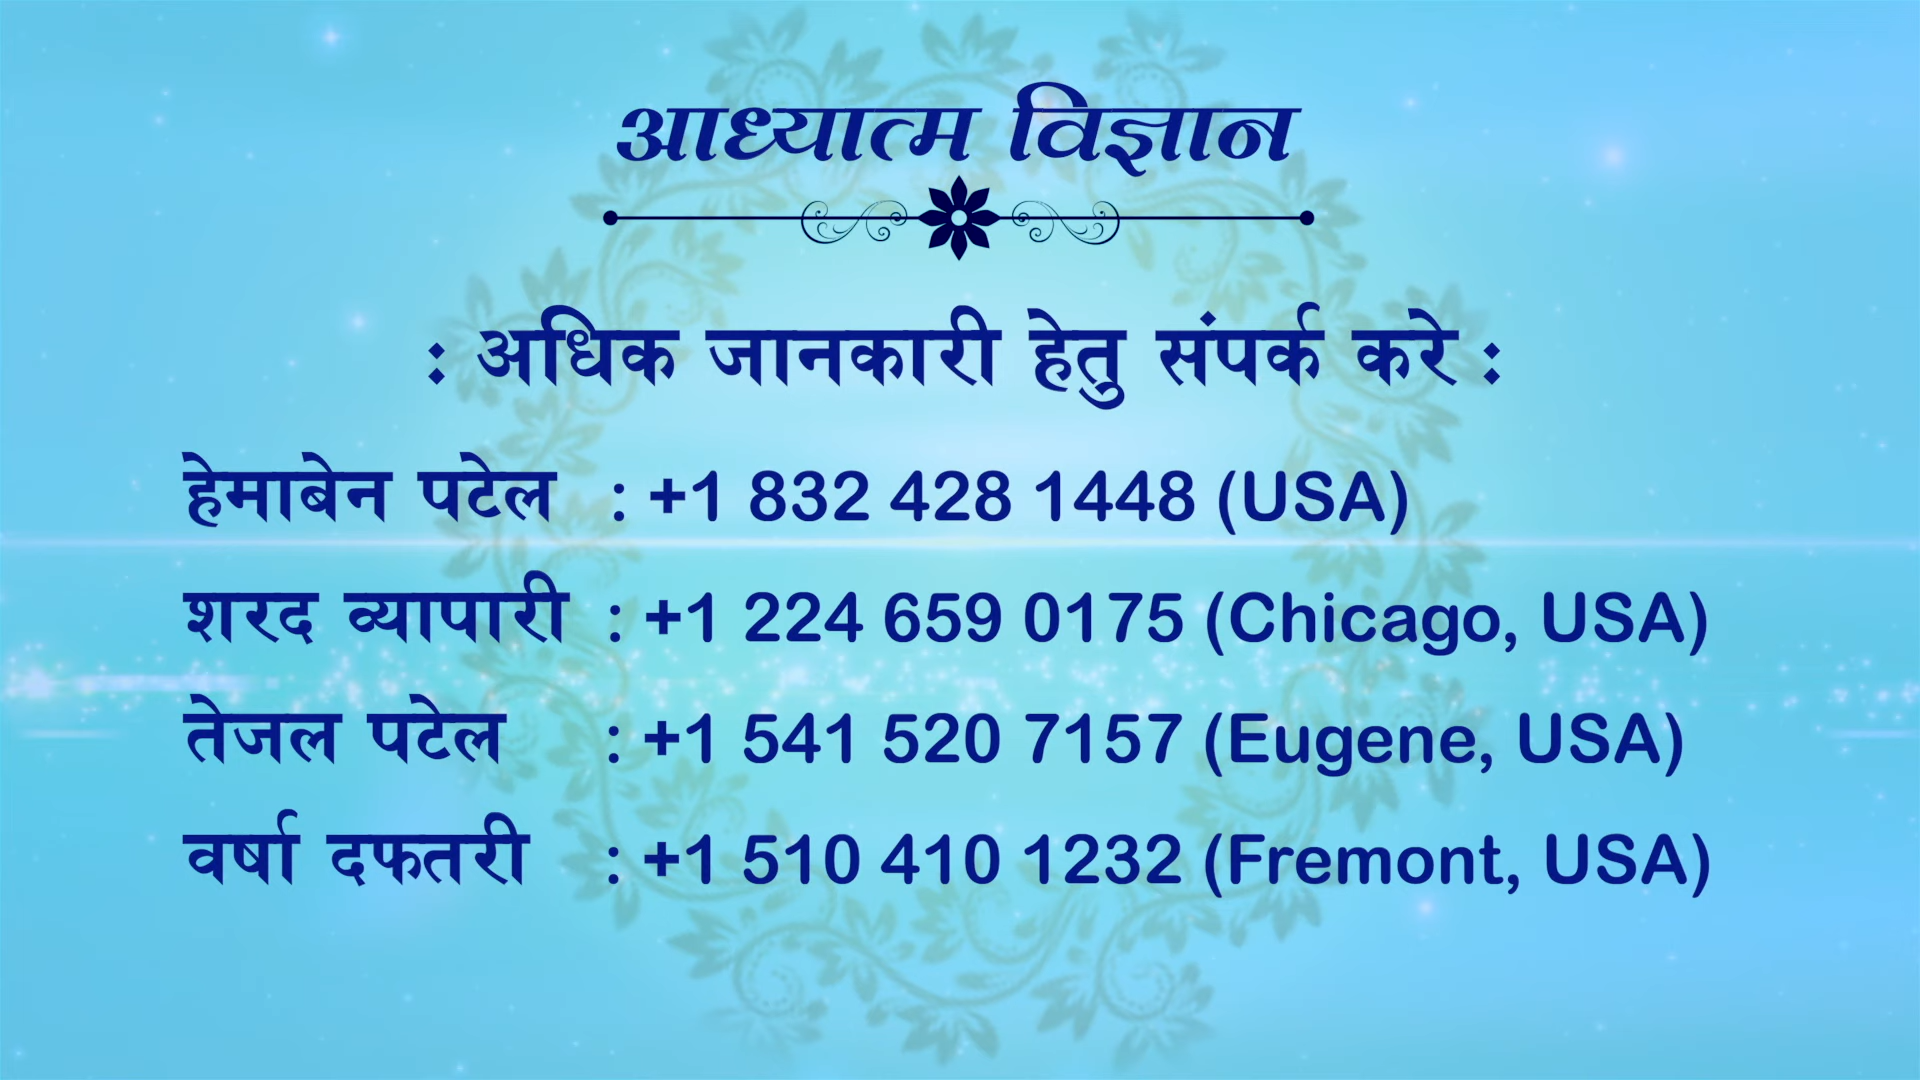 आध्यात्म विज्ञान
: अधिक जानकारी हेतु संपर्क करे :
हेमाबेन पटेल : +1 832 428 1448 (USA)
शरद व्यापारी : +1 224 659 0175 (Chicago, USA)
तेजल पटेल : +1 541 520 7157 (Eugene, USA)
वर्षा दफतरी : +1 510 410 1232 (Fremont, USA)